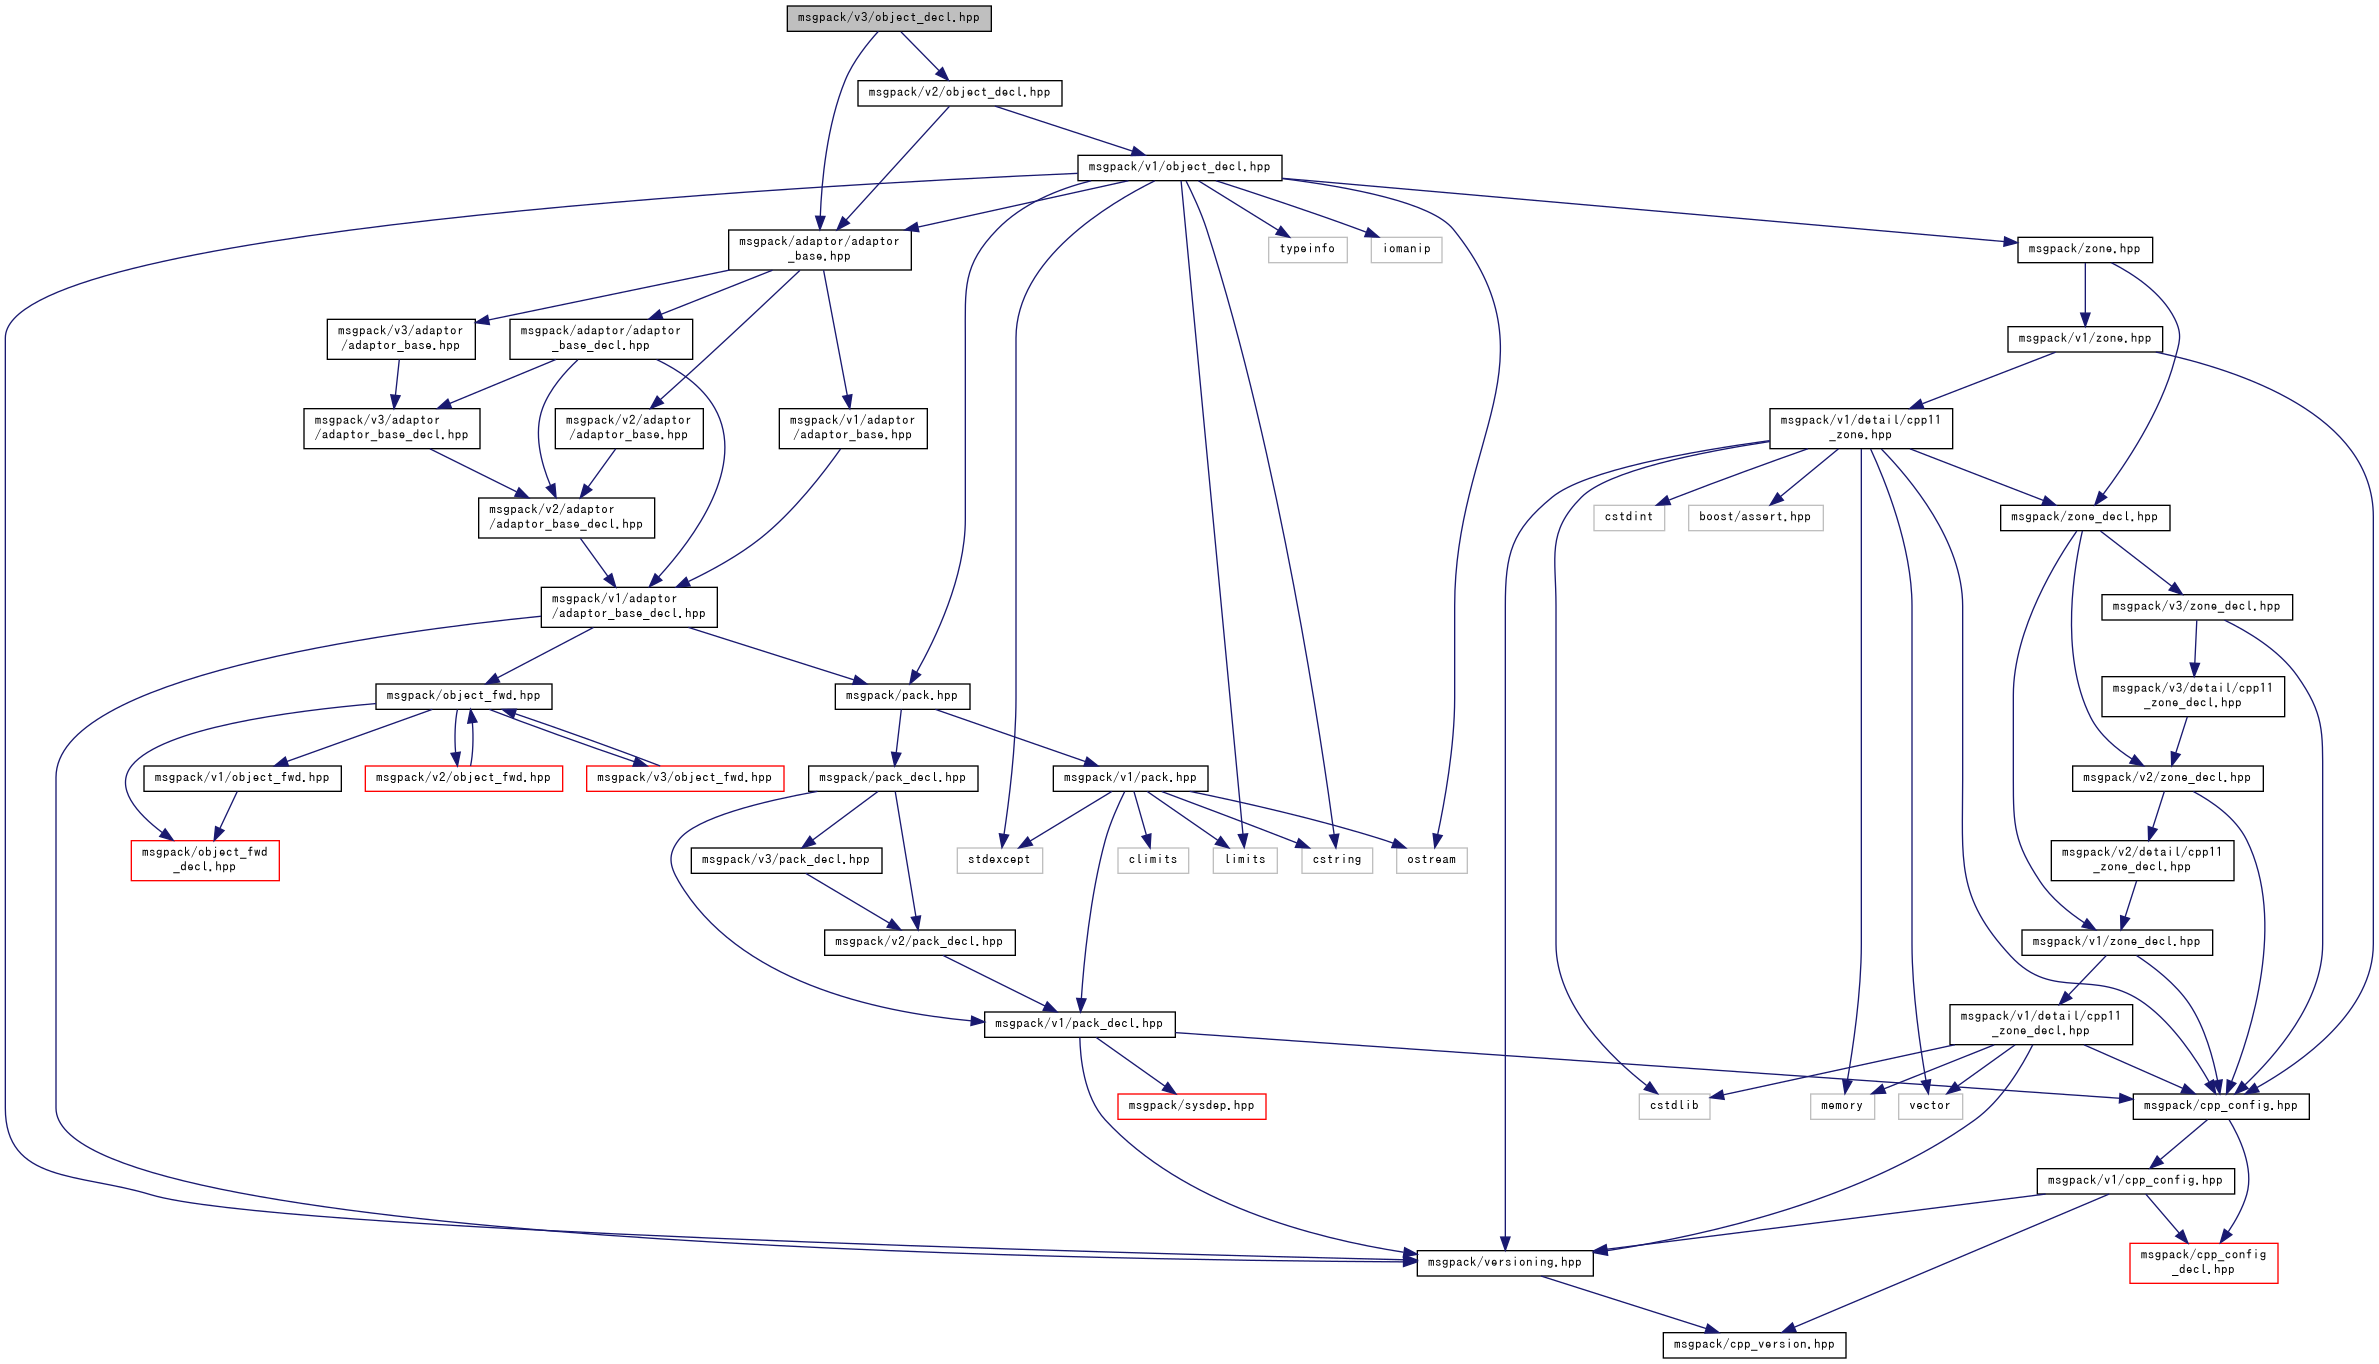 msgpack/v3/object_decl.hpp
msgpack/v2/object_decl.hpp
msgpack/v1/object_decl.hpp
msgpack/adaptor/adaptor
_base.hpp
typeinfo
iomanip
msgpack/zone.hpp
msgpack/v3/adaptor
/adaptor_base.hpp
msgpack/adaptor/adaptor
_base_decl.hpp
msgpack/v1/zone.hpp
msgpack/v3/adaptor
/adaptor_base_decl.hpp
msgpack/v2/adaptor
/adaptor_base.hpp
msgpack/v1/adaptor
/adaptor_base.hpp
msgpack/v1/detail/cpp11
_zone.hpp
msgpack/v2/adaptor
/adaptor_base_decl.hpp
cstdint
boost/assert.hpp
msgpack/zone_decl.hpp
msgpack/v1/adaptor
/adaptor_base_decl.hpp
msgpack/v3/zone_decl.hpp
msgpack/object_fwd.hpp
msgpack/pack.hpp
msgpack/v3/detail/cpp11
_zone_decl.hpp
msgpack/v1/object_fwd.hpp
msgpack/v2/object_fwd.hpp
msgpack/v3/object_fwd.hpp
msgpack/pack_decl.hpp
msgpack/v1/pack.hpp
msgpack/v2/zone_decl.hpp
msgpack/object_fwd
_decl.hpp
msgpack/v3/pack_decl.hpp
stdexcept
climits
limits
cstring
ostream
msgpack/v2/detail/cpp11
_zone_decl.hpp
msgpack/v2/pack_decl.hpp
msgpack/v1/zone_decl.hpp
msgpack/v1/pack_decl.hpp
msgpack/v1/detail/cpp11
_zone_decl.hpp
msgpack/sysdep.hpp
cstdlib
memory
vector
msgpack/cpp_config.hpp
msgpack/v1/cpp_config.hpp
msgpack/versioning.hpp
msgpack/cpp_config
_decl.hpp
msgpack/cpp_version.hpp